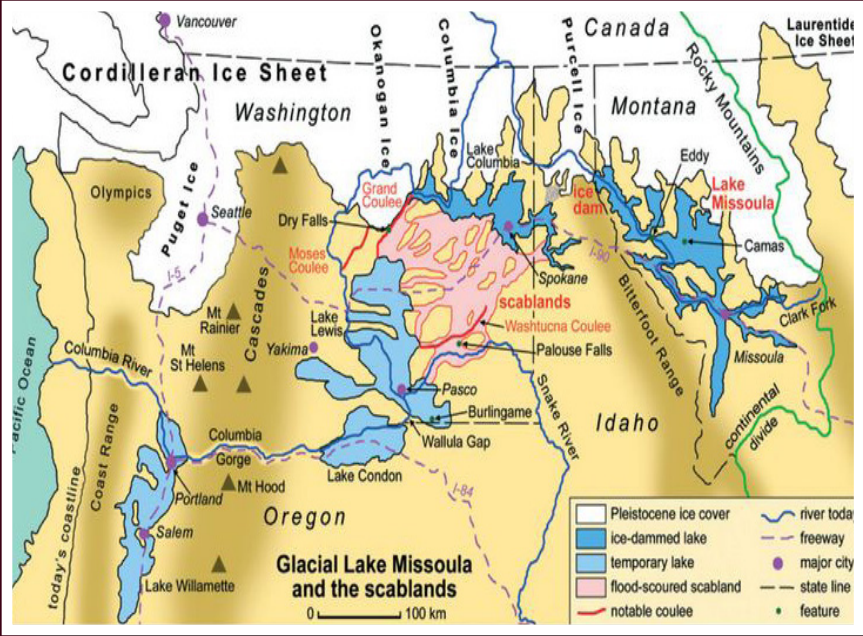 Vancouver
Canada
Laurentide
Ice Sheet
Cordilleran Ice Sheet
Okanogan Ice
Columbia Ice
Purcell Ice
Rocky Mountains
Washington
Montana
Lake
Columbia
Eddy
Olympics
Puget Ice
Grand
Coulee
ice
dam
Lake
Missoula
Seattle
Dry Falls
Camas
Moses
Coulee
Spokane
I-90
I-5
Cascades
scablands
Bitterfoot Range
Clark Fork
Mt
Rainier
Lake
Lewis
Washtucna Coulee
Pacific Ocean
Columbia River
Mt
St Helens
Yakima
Palouse Falls
Missoula
Pasco
Snake River
Idaho
continental
divide
Burlingame
Coast Range
Columbia
Gorge
Wallula Gap
Lake Condon
Portland
Mt Hood
I-84
today's coastline
Salem
Oregon
Lake Willamette
Glacial Lake Missoula
and the scablands
0
100 km
Pleistocene ice cover
river today
ice-dammed lake
freeway
temporary lake
major city
flood-scoured scabland
state line
notable coulee
feature